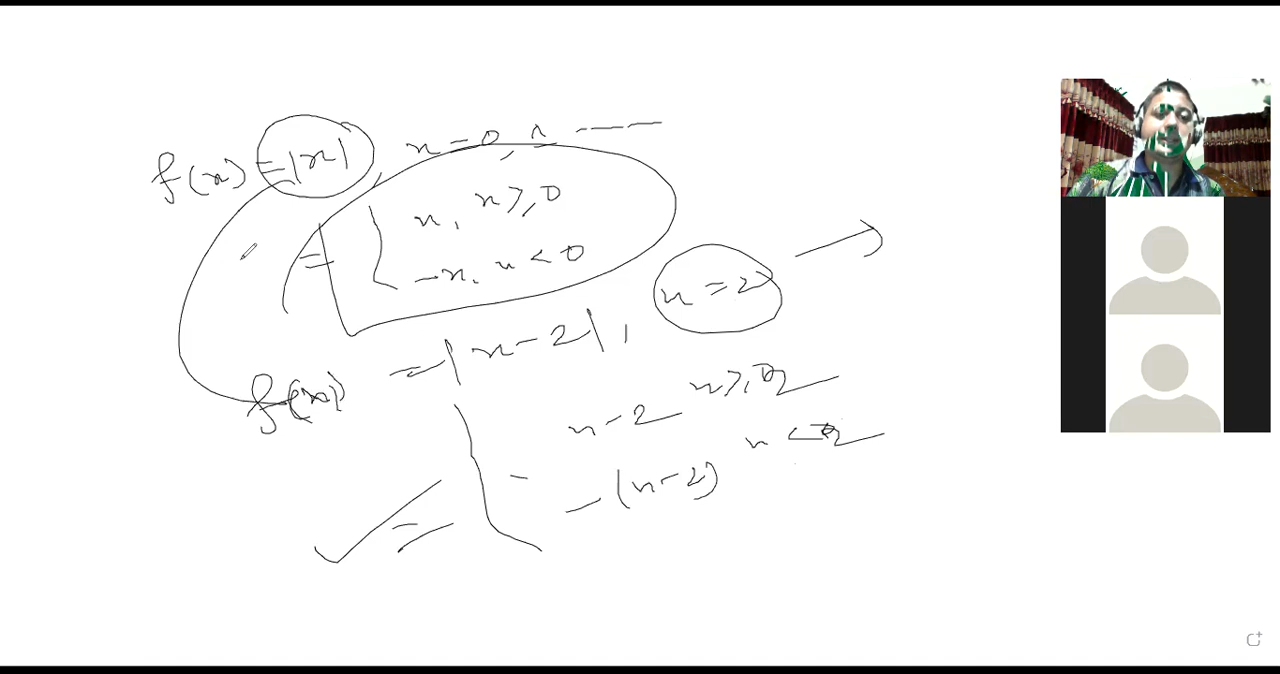 f(x) = |x| x = 0,
= { x, x ≥, 0
-x, x < 0
f(x) = |x - 2|, x = 2 →
x - 2 x ≥, 2
= { - (x - 2) x < 2